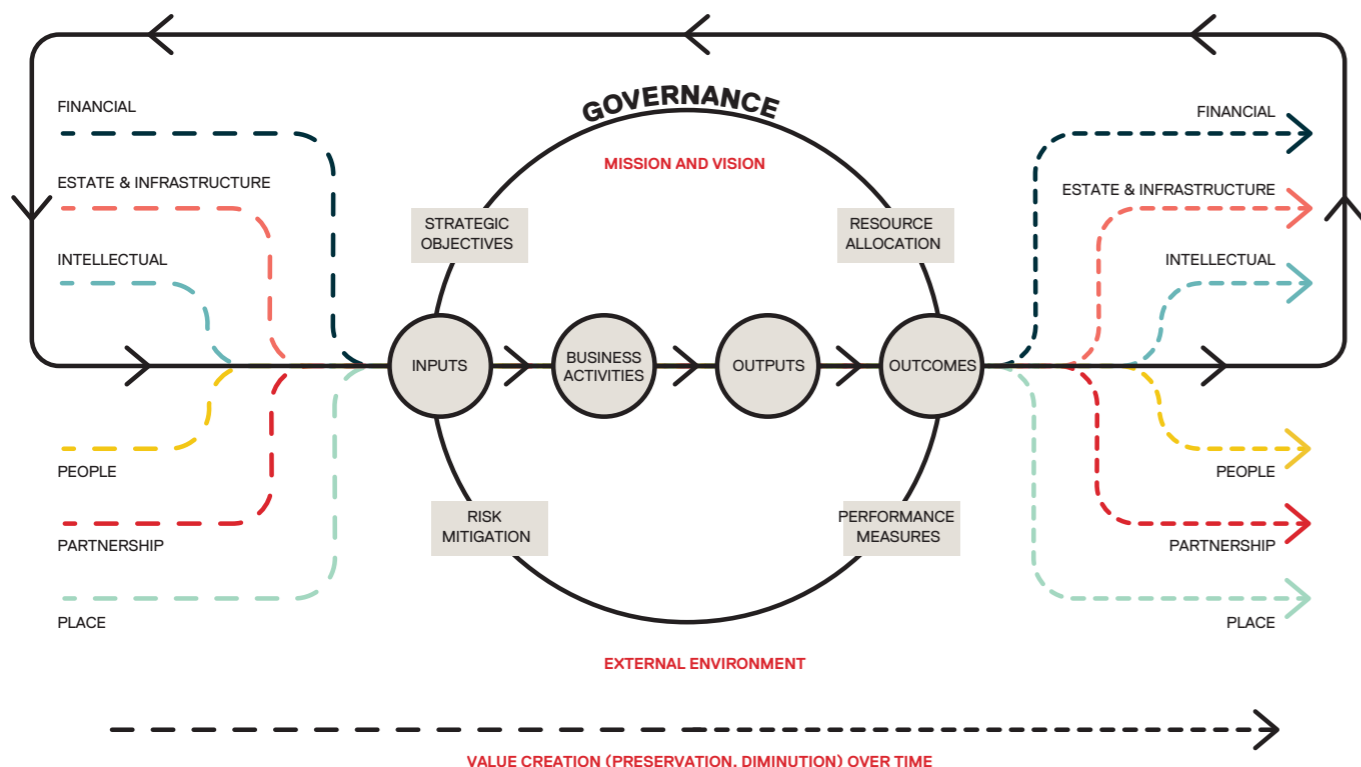 GOVERNANCE
MISSION AND VISION
FINANCIAL
ESTATE & INFRASTRUCTURE
INTELLECTUAL
PEOPLE
PARTNERSHIP
PLACE
STRATEGIC
OBJECTIVES
RESOURCE
ALLOCATION
INPUTS
BUSINESS
ACTIVITIES
OUTPUTS
OUTCOMES
RISK
MITIGATION
PERFORMANCE
MEASURES
FINANCIAL
ESTATE & INFRASTRUCTURE
INTELLECTUAL
PEOPLE
PARTNERSHIP
PLACE
EXTERNAL ENVIRONMENT
VALUE CREATION (PRESERVATION, DIMINUTION) OVER TIME